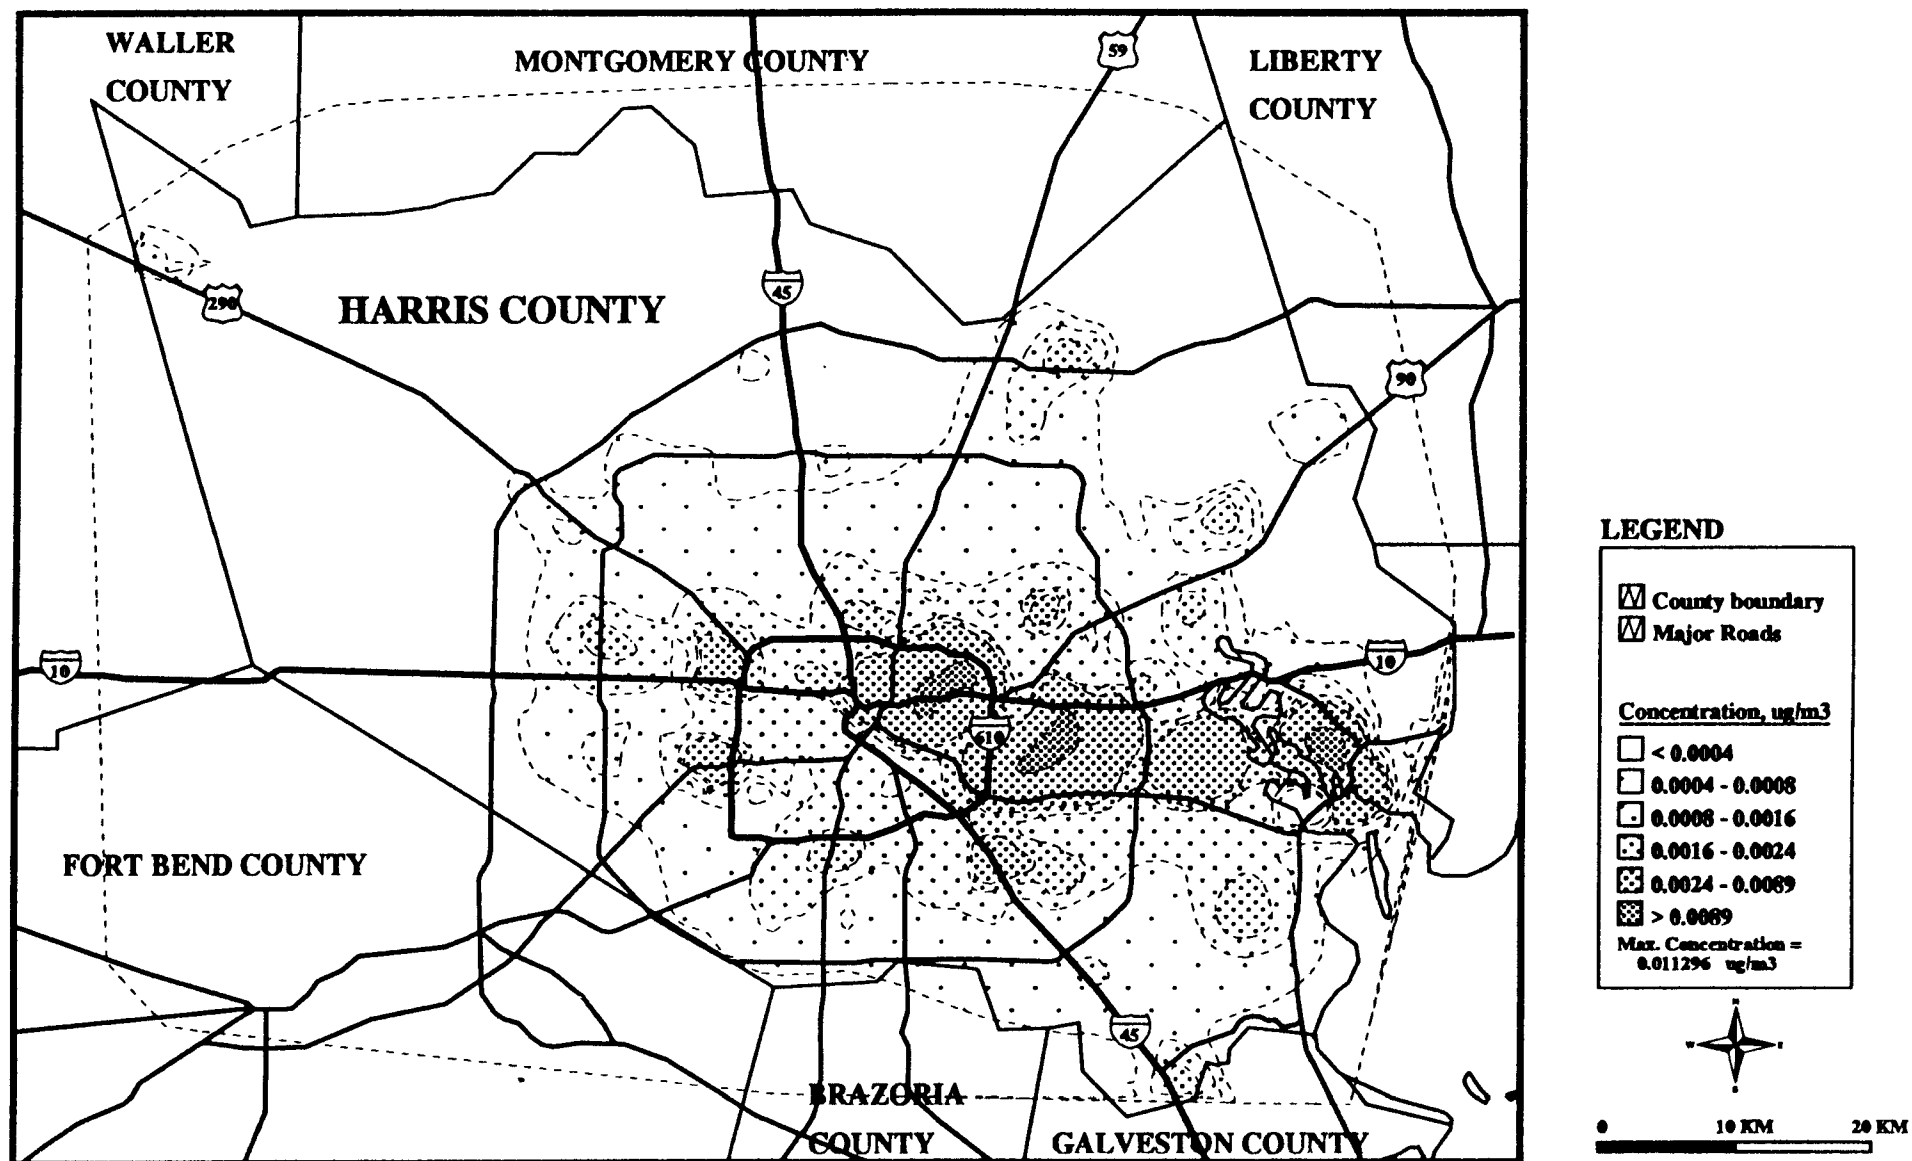 WALLER
COUNTY
MONTGOMERY COUNTY
59
LIBERTY
COUNTY
290
HARRIS COUNTY
45
90
10
10
610
FORT BEND COUNTY
45
BRAZORIA
COUNTY
GALVESTON COUNTY
LEGEND
County boundary
Major Roads
Concentration, ug/m3
< 0.0004
0.0004 - 0.0008
0.0008 - 0.0016
0.0016 - 0.0024
0.0024 - 0.0089
> 0.0089
Max. Concentration =
0.011296 ug/m3
N
W E
S
0 10 KM 20 KM